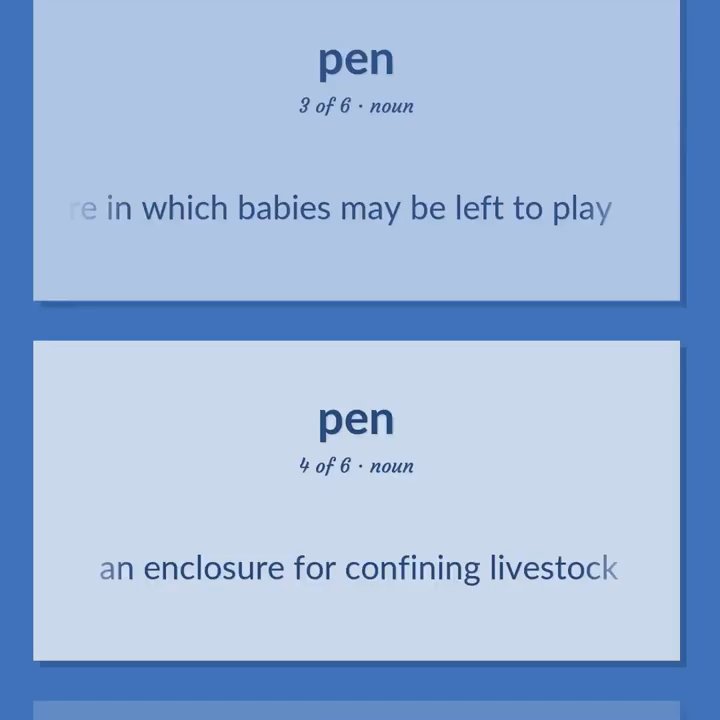 pen
3 of 6 · noun
re in which babies may be left to play
pen
4 of 6 · noun
an enclosure for confining livestock